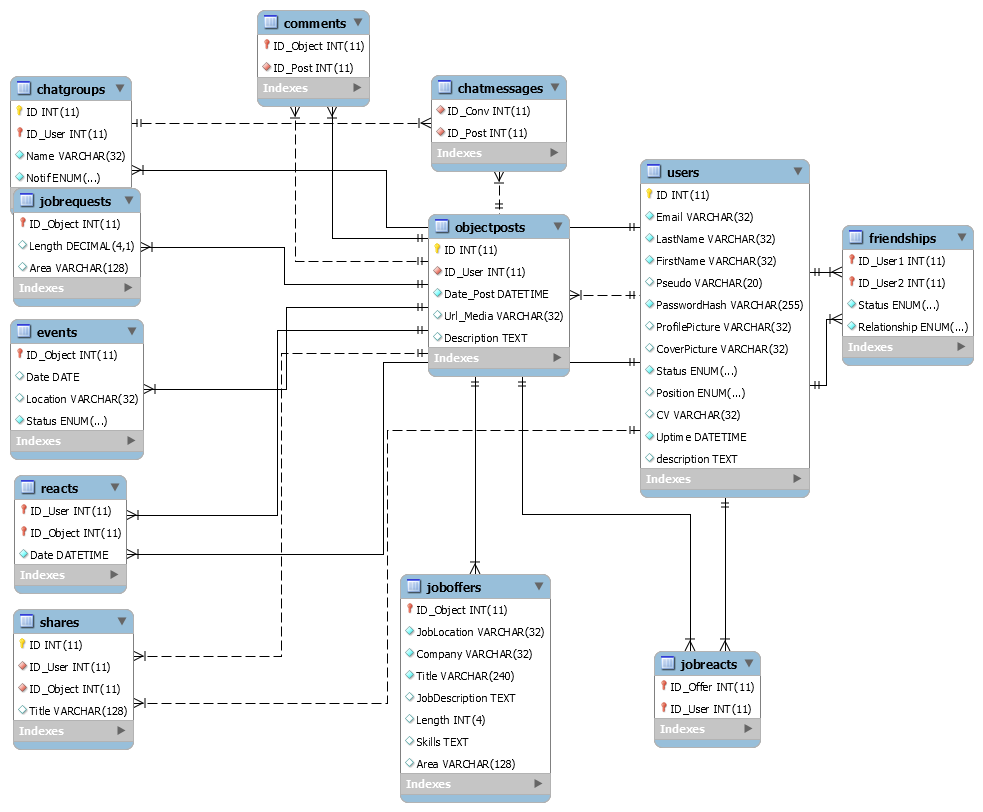 comments
ID_Object INT(11)
ID_Post INT(11)
Indexes
chatgroups
ID INT(11)
ID_User INT(11)
Name VARCHAR(32)
Notif ENUM(...)
chatmessages
ID_Conv INT(11)
ID_Post INT(11)
Indexes
jobrequests
ID_Object INT(11)
Length DECIMAL(4,1)
Area VARCHAR(128)
Indexes
objectposts
ID INT(11)
ID_User INT(11)
Date_Post DATETIME
Url_Media VARCHAR(32)
Description TEXT
Indexes
users
ID INT(11)
Email VARCHAR(32)
LastName VARCHAR(32)
FirstName VARCHAR(32)
Pseudo VARCHAR(20)
PasswordHash VARCHAR(255)
ProfilePicture VARCHAR(32)
CoverPicture VARCHAR(32)
Status ENUM(...)
Position ENUM(...)
CV VARCHAR(32)
Uptime DATETIME
description TEXT
Indexes
friendships
ID_User1 INT(11)
ID_User2 INT(11)
Status ENUM(...)
Relationship ENUM(...)
Indexes
events
ID_Object INT(11)
Date DATE
Location VARCHAR(32)
Status ENUM(...)
Indexes
reacts
ID_User INT(11)
ID_Object INT(11)
Date DATETIME
Indexes
shares
ID INT(11)
ID_User INT(11)
ID_Object INT(11)
Title VARCHAR(128)
Indexes
joboffers
ID_Object INT(11)
JobLocation VARCHAR(32)
Company VARCHAR(32)
Title VARCHAR(240)
JobDescription TEXT
Length INT(4)
Skills TEXT
Area VARCHAR(128)
Indexes
jobreacts
ID_Offer INT(11)
ID_User INT(11)
Indexes